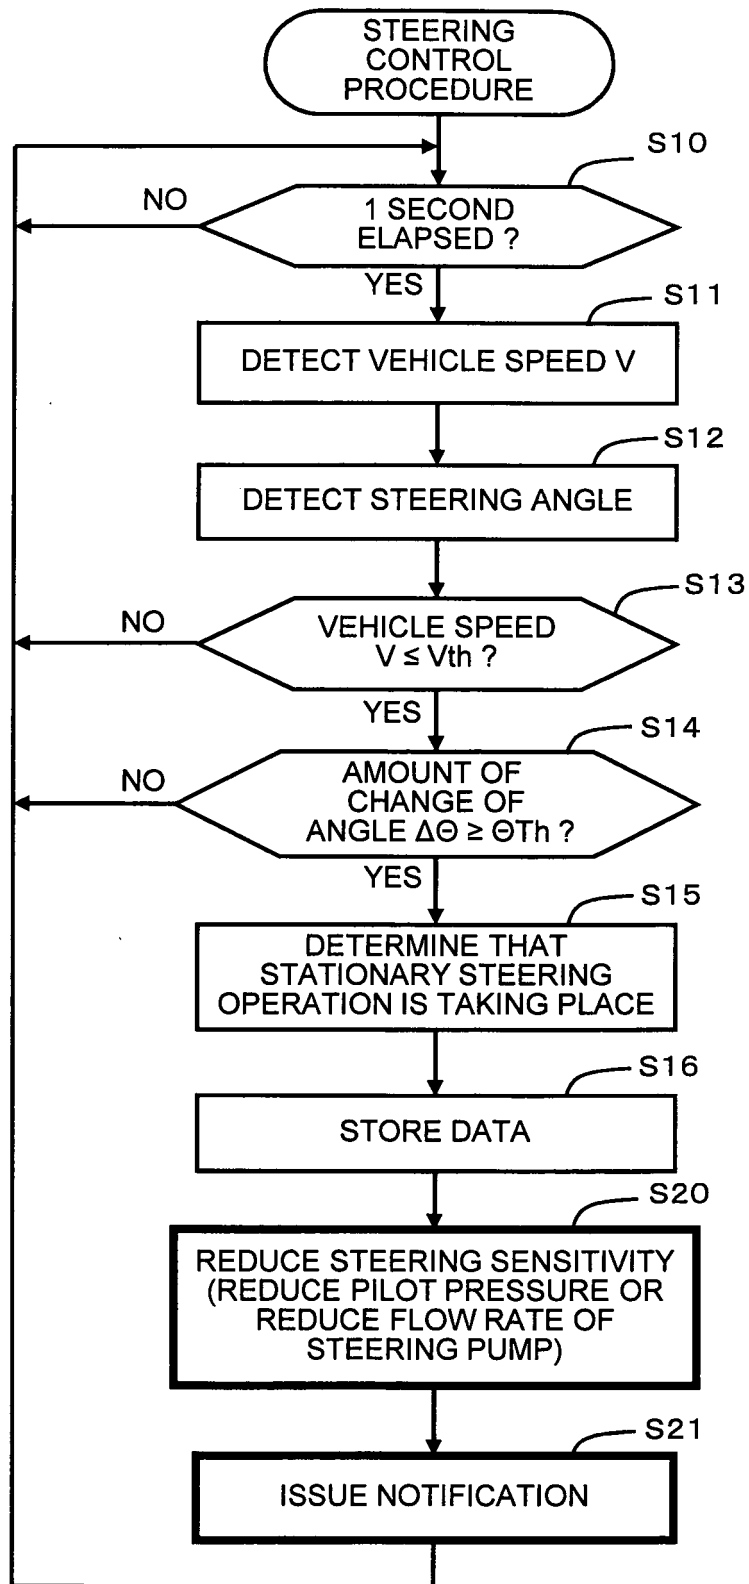 STEERING
CONTROL
PROCEDURE
S10
NO
1 SECOND
ELAPSED ?
YES
S11
DETECT VEHICLE SPEED V
S12
DETECT STEERING ANGLE
S13
NO
VEHICLE SPEED
V ≤ Vth ?
YES
S14
NO
AMOUNT OF
CHANGE OF
ANGLE ΔΘ ≥ ΘTh ?
YES
S15
DETERMINE THAT
STATIONARY STEERING
OPERATION IS TAKING PLACE
S16
STORE DATA
S20
REDUCE STEERING SENSITIVITY
(REDUCE PILOT PRESSURE OR
REDUCE FLOW RATE OF
STEERING PUMP)
S21
ISSUE NOTIFICATION